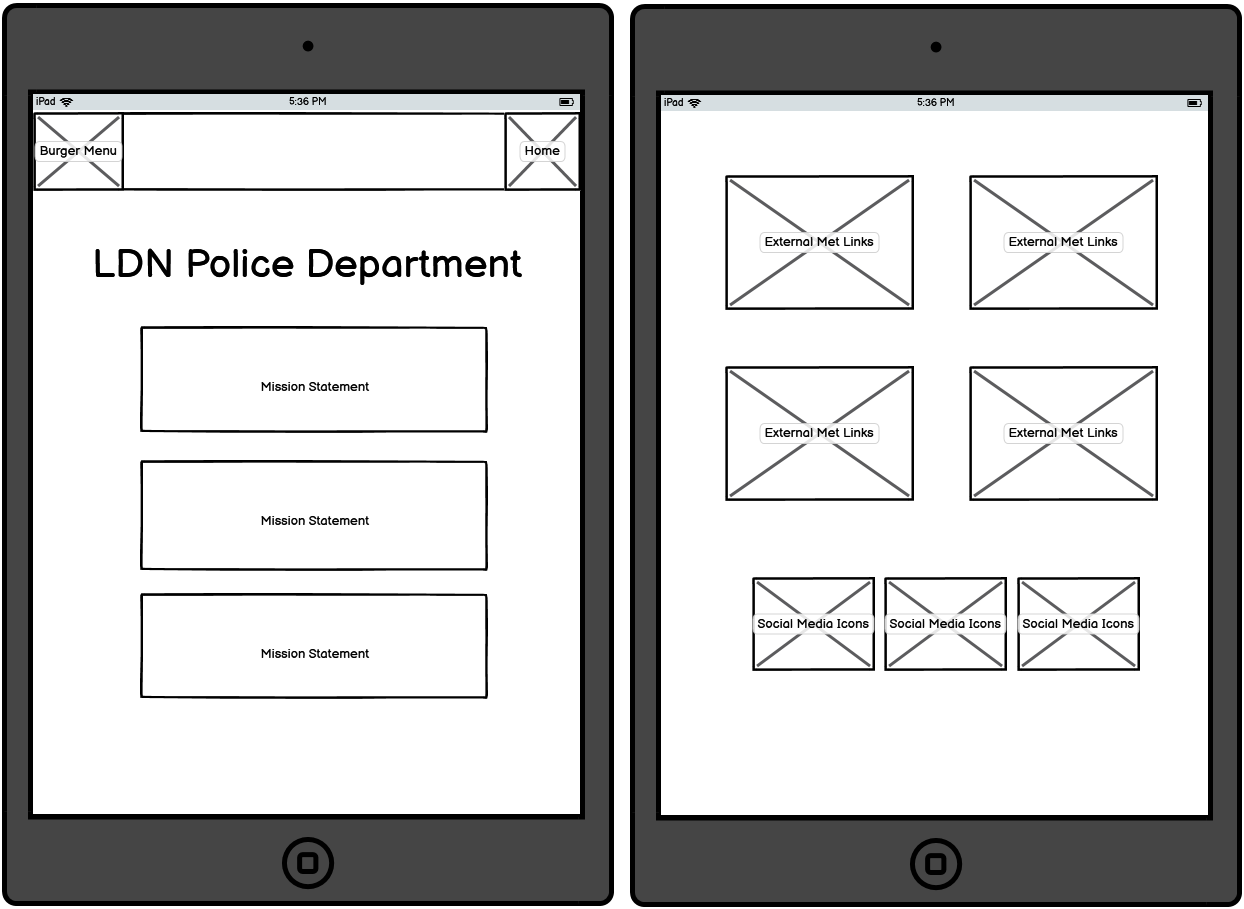 iPad 5:36 PM
Burger Menu Home
LDN Police Department
Mission Statement
Mission Statement
Mission Statement
iPad 5:36 PM
External Met Links External Met Links
External Met Links External Met Links
Social Media Icons Social Media Icons Social Media Icons